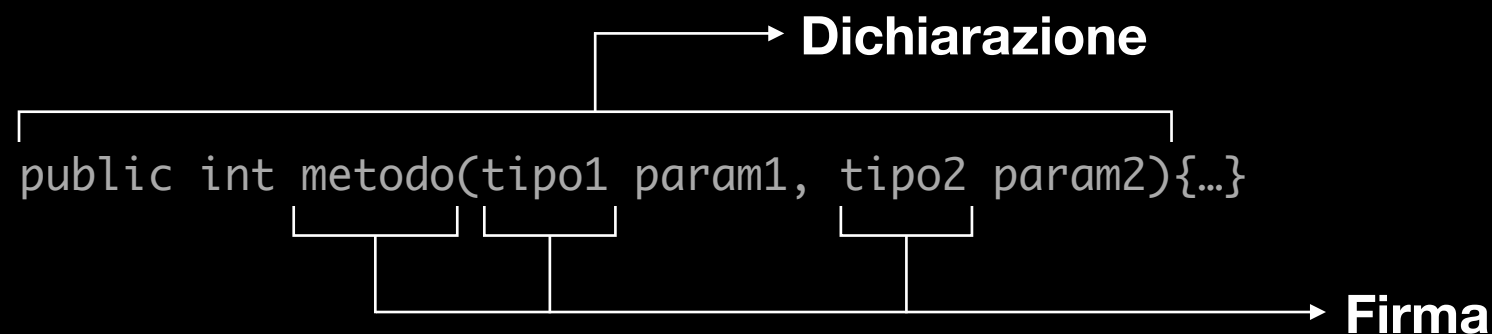 Dichiarazione
public int metodo(tipo1 param1, tipo2 param2){…}
Firma